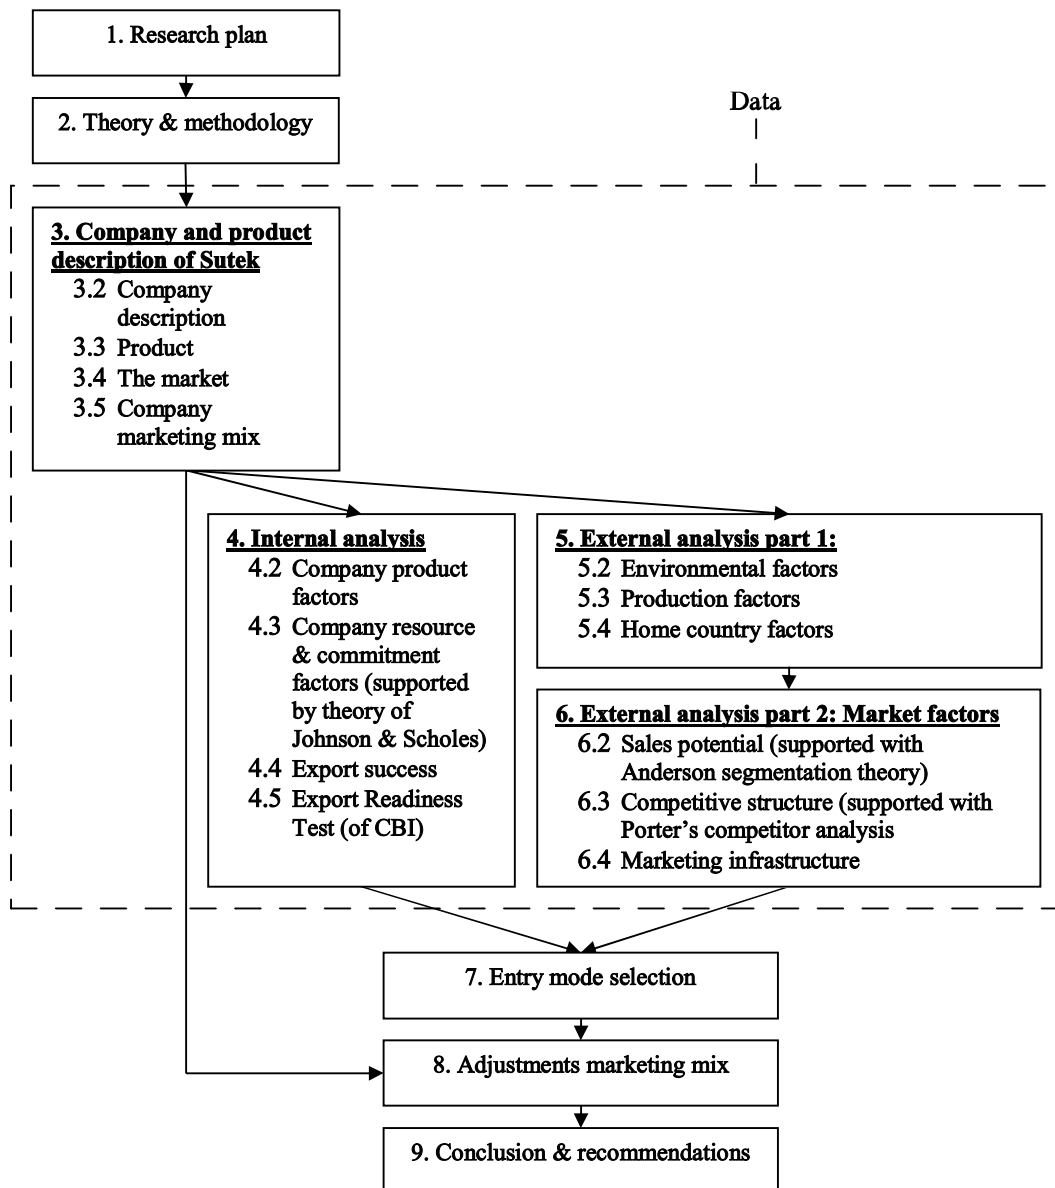 1. Research plan
Data
2. Theory & methodology
3. Company and product
description of Sutek
3.2 Company
description
3.3 Product
3.4 The market
3.5 Company
marketing mix
4. Internal analysis
4.2 Company product
factors
4.3 Company resource
& commitment
factors (supported
by theory of
Johnson & Scholes)
4.4 Export success
4.5 Export Readiness
Test (of CBI)
5. External analysis part 1:
5.2 Environmental factors
5.3 Production factors
5.4 Home country factors
6. External analysis part 2: Market factors
6.2 Sales potential (supported with
Anderson segmentation theory)
6.3 Competitive structure (supported with
Porter's competitor analysis
6.4 Marketing infrastructure
7. Entry mode selection
8. Adjustments marketing mix
9. Conclusion & recommendations